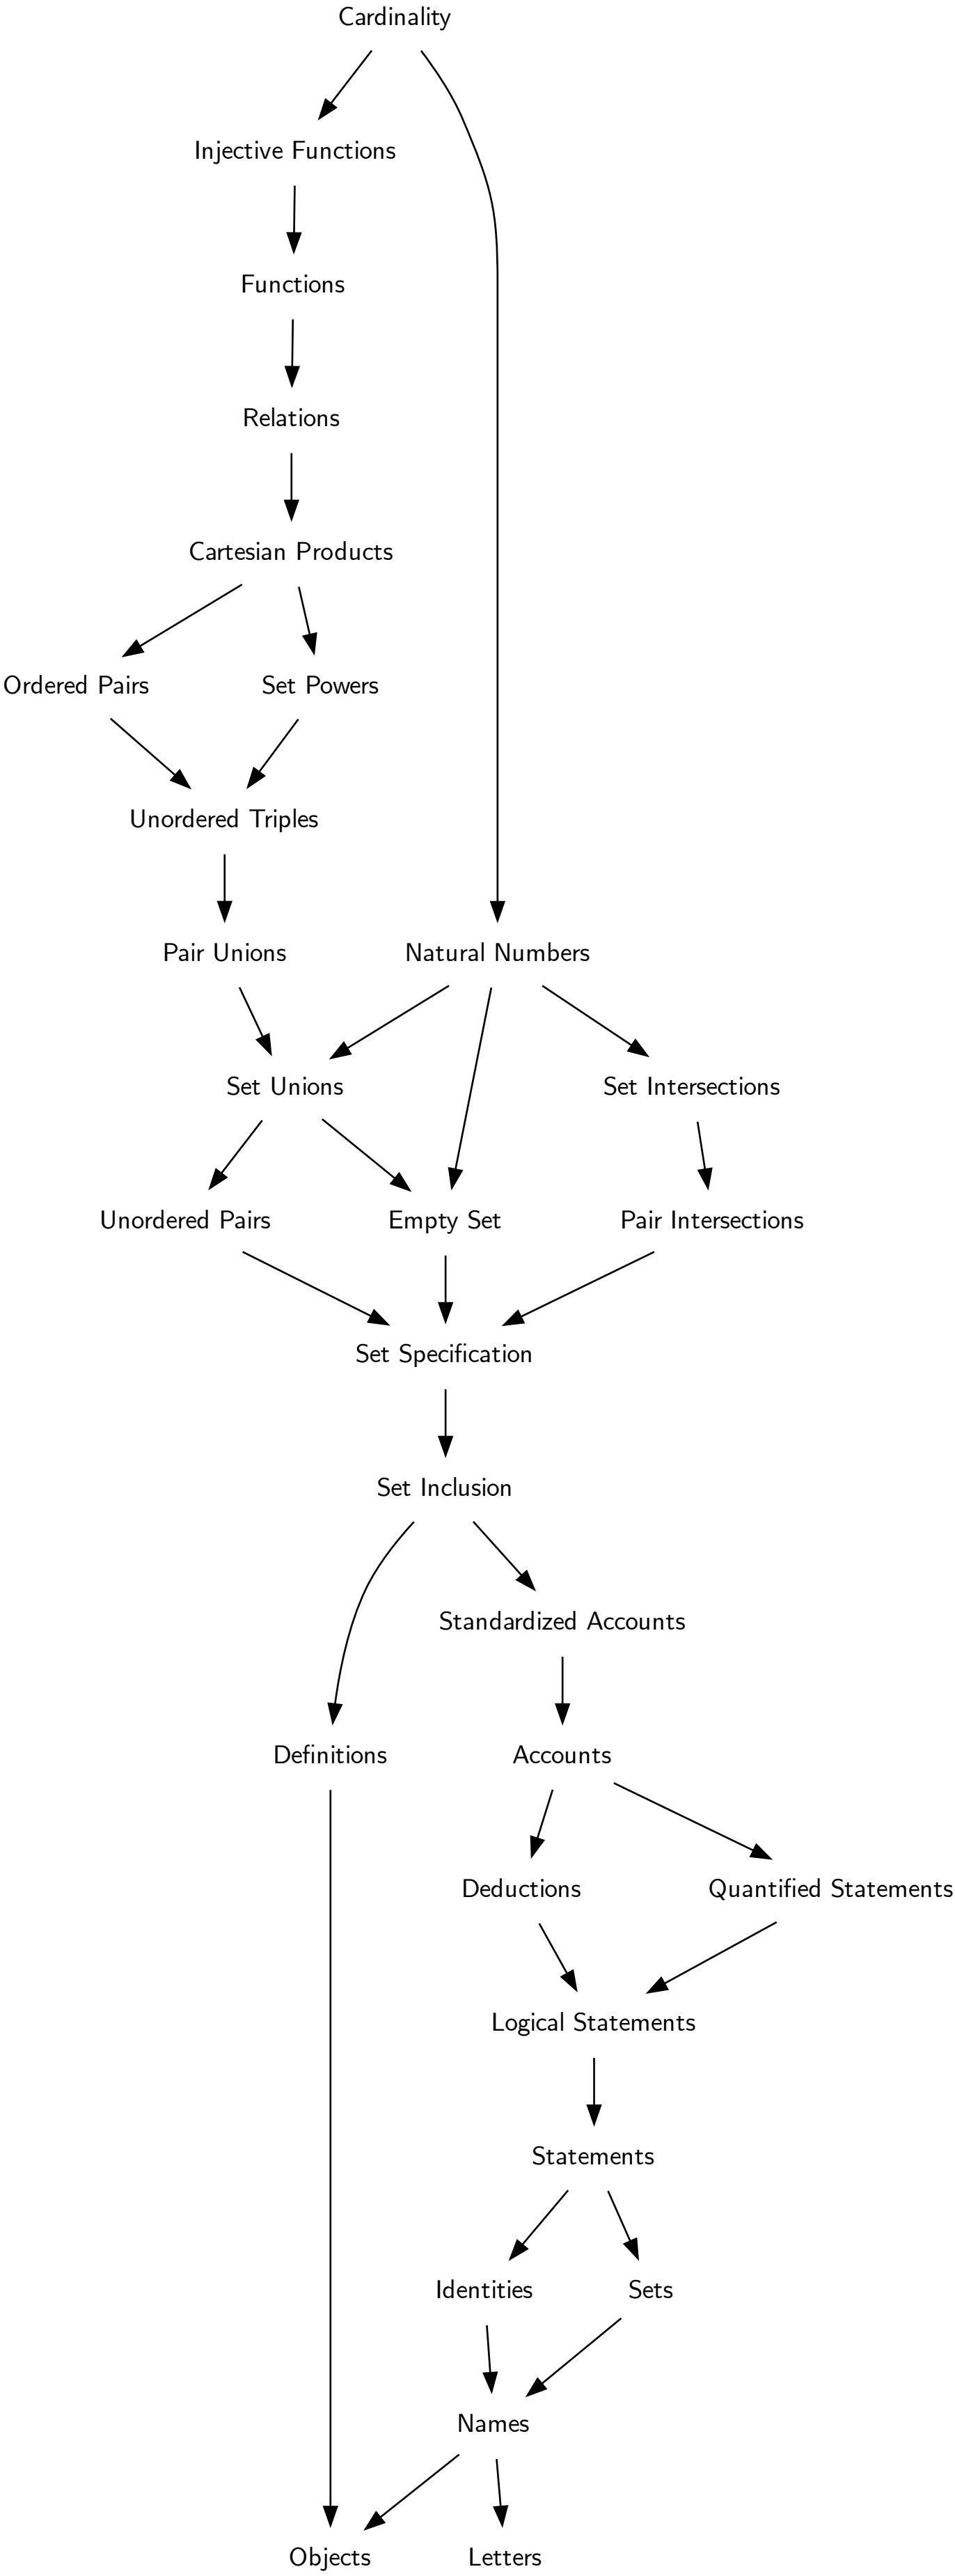 Cardinality
Injective Functions
Functions
Relations
Cartesian Products
Ordered Pairs
Set Powers
Unordered Triples
Pair Unions
Natural Numbers
Set Unions
Set Intersections
Unordered Pairs
Empty Set
Pair Intersections
Set Specification
Set Inclusion
Standardized Accounts
Definitions
Accounts
Deductions
Quantified Statements
Logical Statements
Statements
Identities
Sets
Names
Objects
Letters